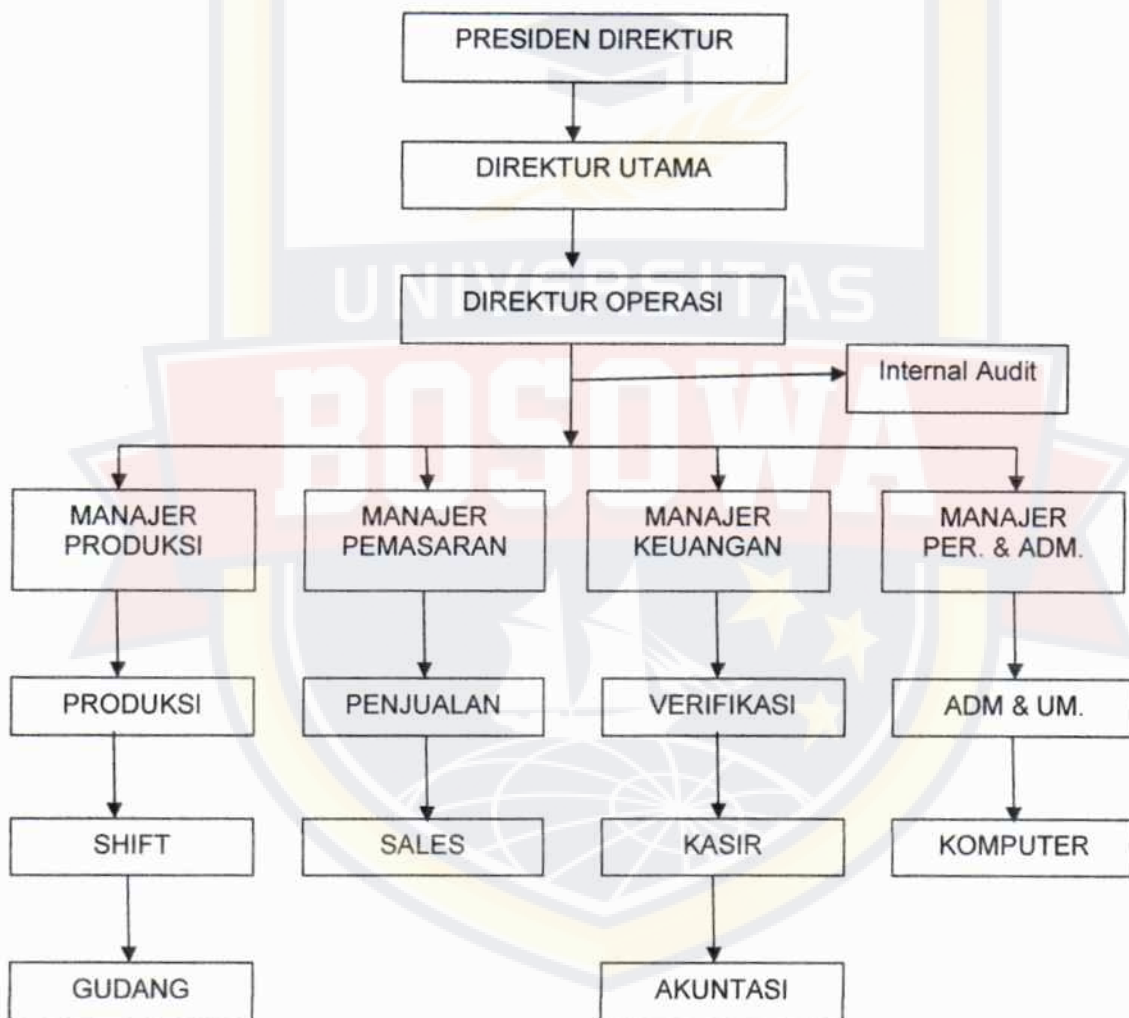 PRESIDEN DIREKTUR
DIREKTUR UTAMA
UNIVERSITAS
DIREKTUR OPERASI
Internal Audit
BOSOWA
MANAJER
PRODUKSI
MANAJER
PEMASARAN
MANAJER
KEUANGAN
MANAJER
PER. & ADM.
PRODUKSI
PENJUALAN
VERIFIKASI
ADM & UM.
SHIFT
SALES
KASIR
KOMPUTER
GUDANG
AKUNTASI